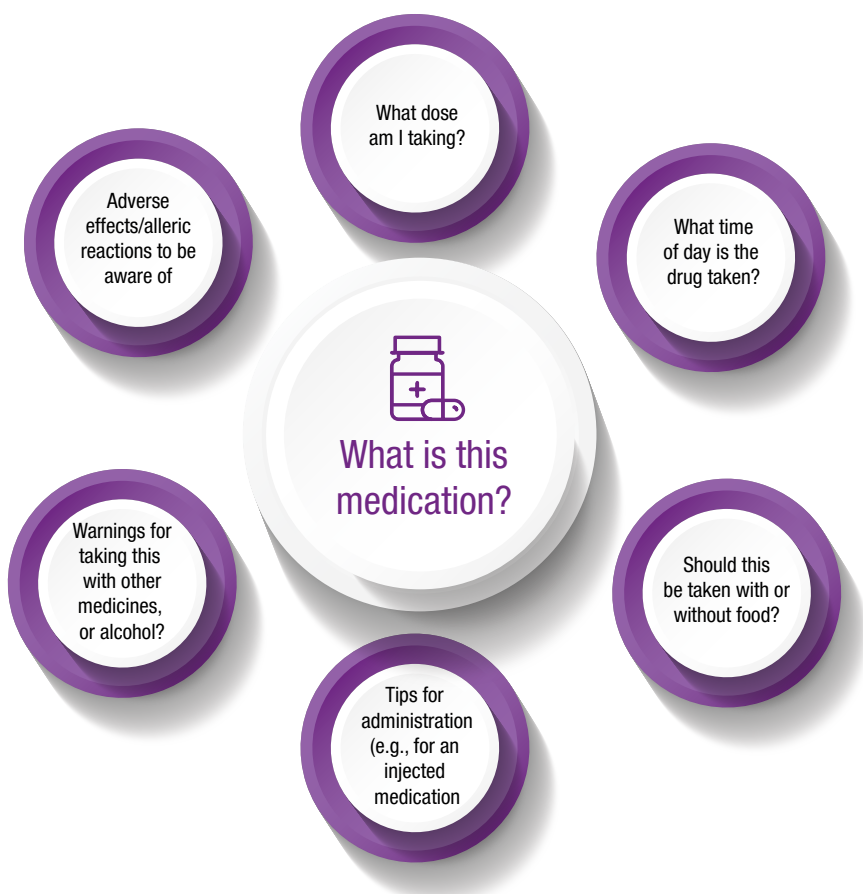 What dose
am I taking?
Adverse
effects/alleric
reactions to be
aware of
What time
of day is the
drug taken?
What is this
medication?
Warnings for
taking this
with other
medicines,
or alcohol?
Should this
be taken with or
without food?
Tips for
administration
(e.g., for an
injected
medication